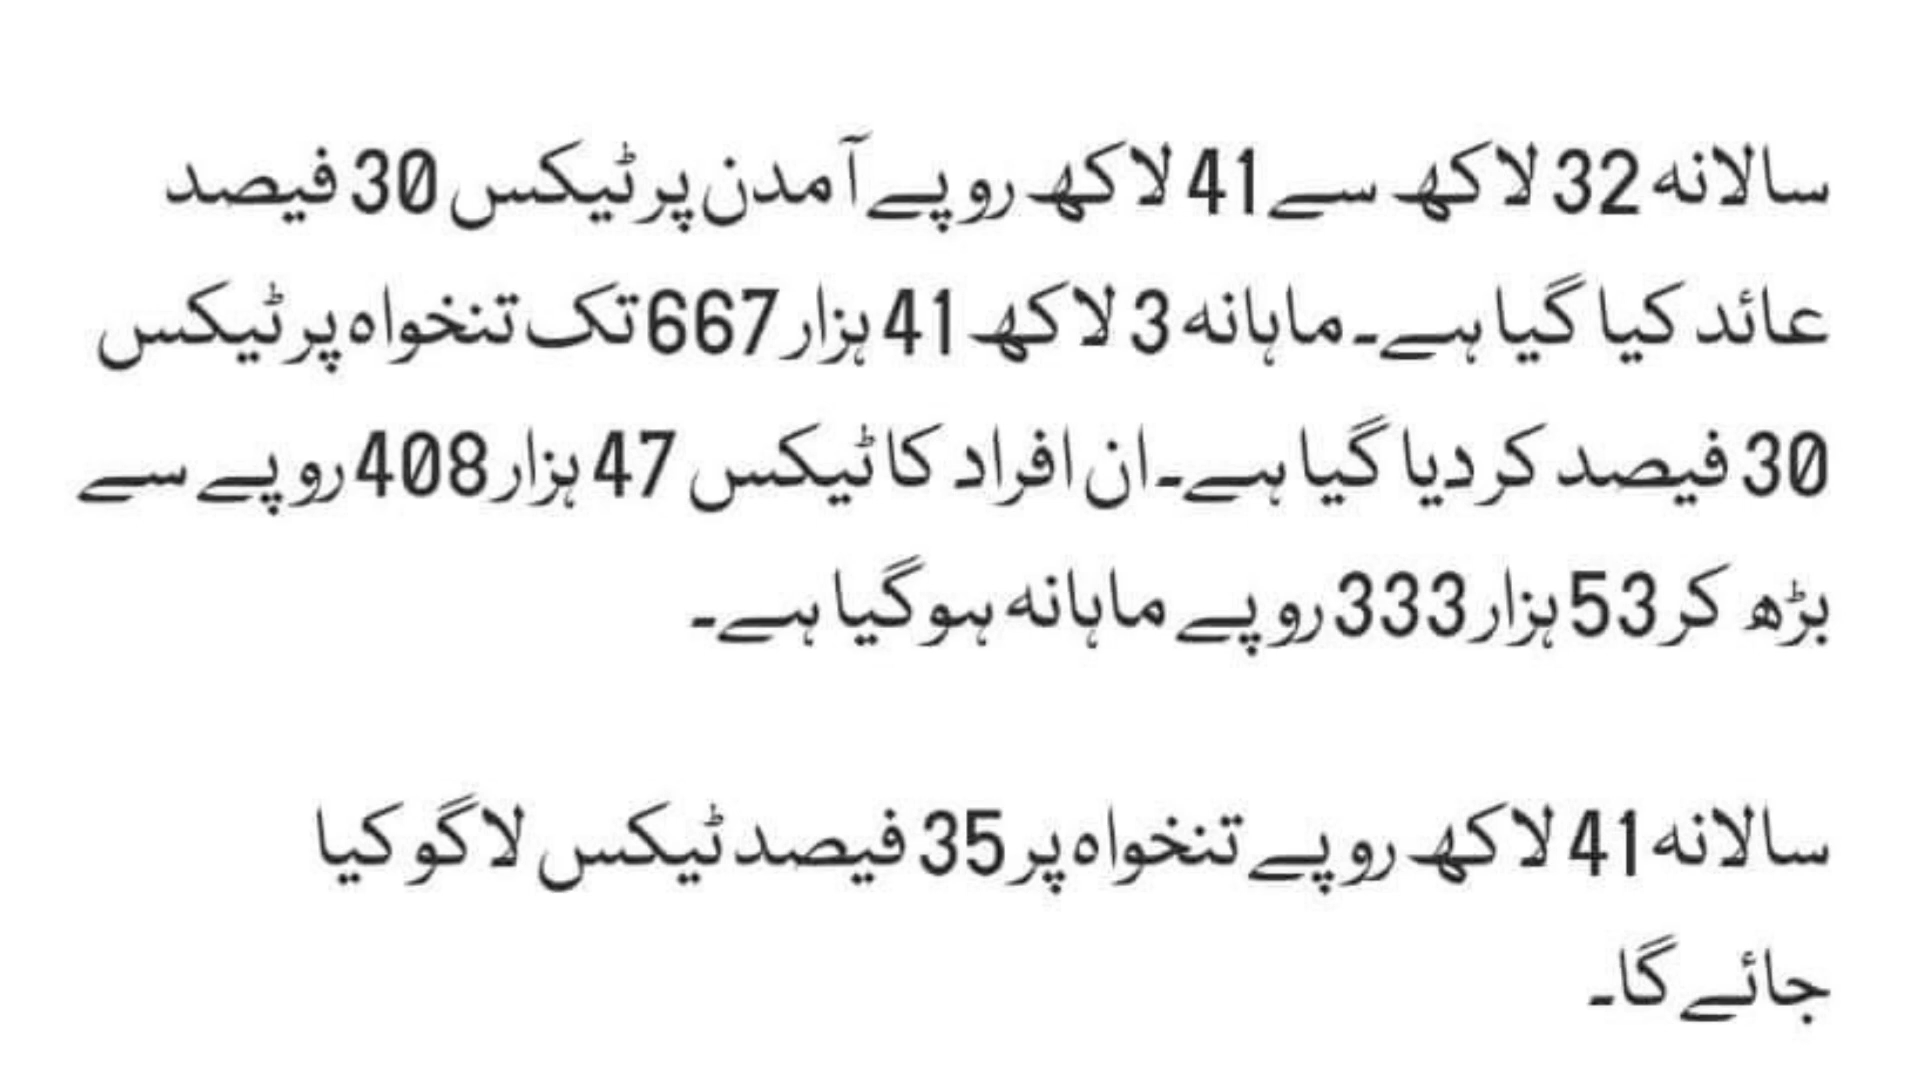 سالانہ 32 لاکھ سے 41 لاکھ روپے آمدن پر ٹیکس 30 فیصد
عائد کیا گیا ہے۔ ماہانہ 3 لاکھ 41 ہزار 667 تک تنخواہ پر ٹیکس
30 فیصد کر دیا گیا ہے۔ ان افراد کا ٹیکس 47 ہزار 408 روپے سے
بڑھ کر 53 ہزار 333 روپے ماہانہ ہوگیا ہے۔
سالانہ 41 لاکھ روپے تنخواہ پر 35 فیصد ٹیکس لاگو کیا
جائے گا۔